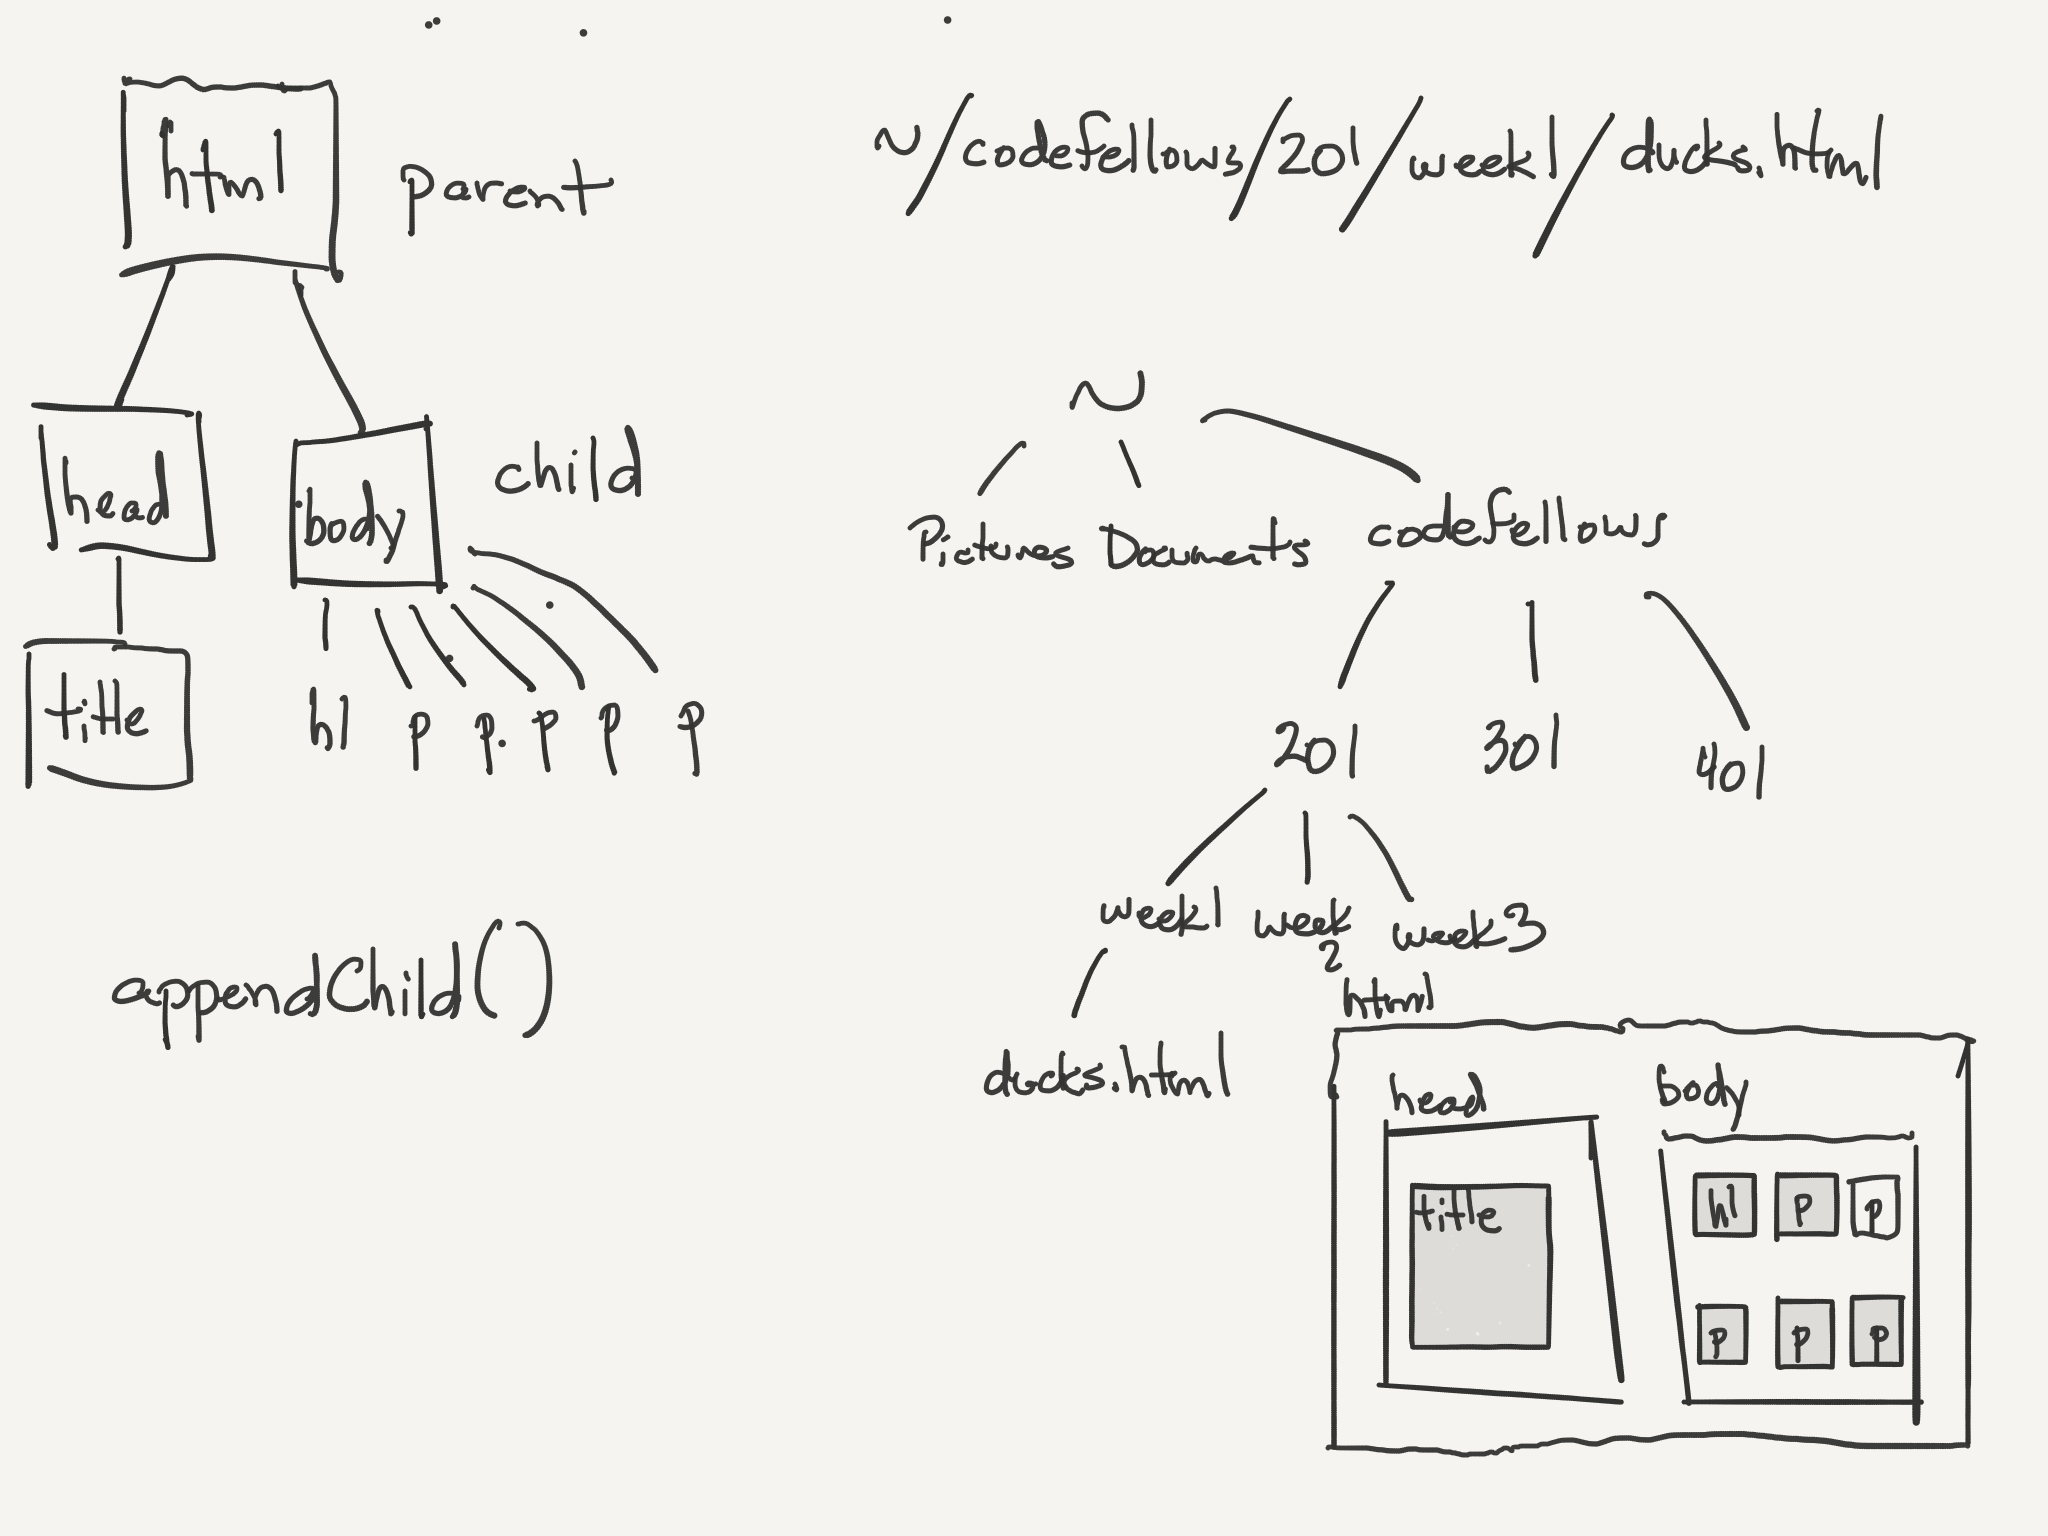 html
parent
head
body
child
title
h1 p p p p p
appendChild()
~/codefellows/201/week1/ducks.html
~
Pictures Documents codefellows
201 301 401
week1 week2 week3
ducks.html
html
head
body
title
h1 p p
p p p